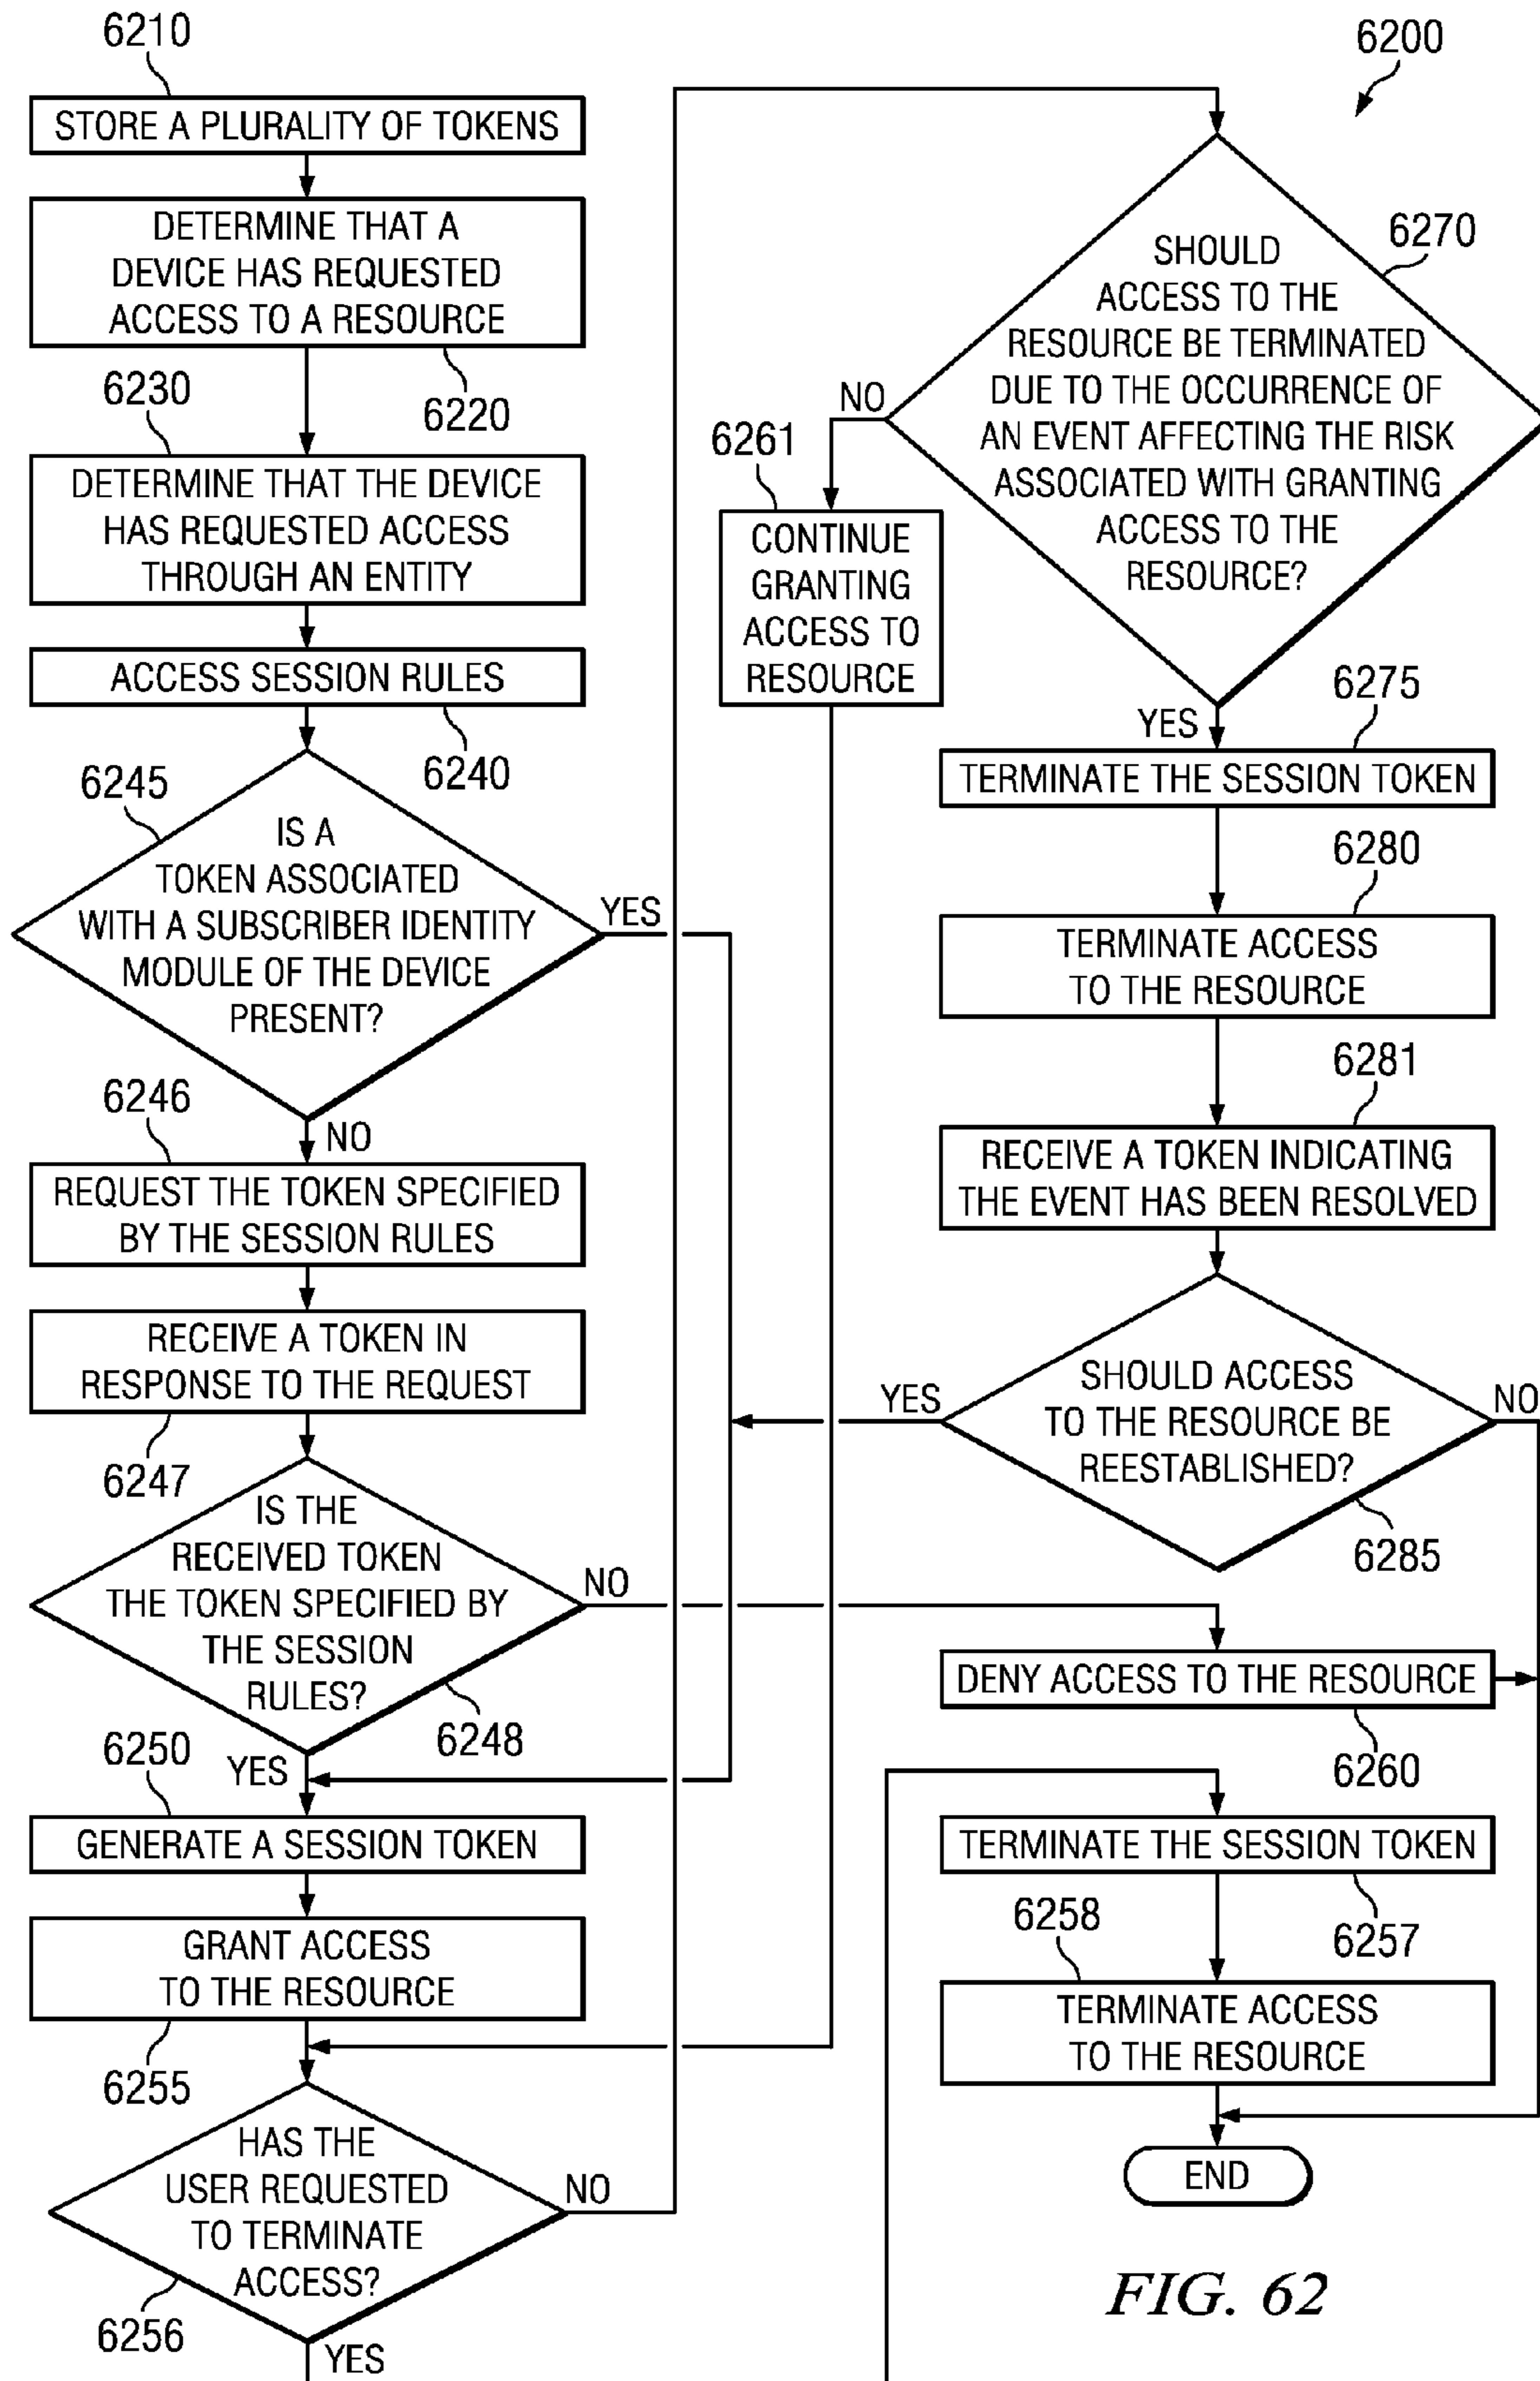 6210
STORE A PLURALITY OF TOKENS
DETERMINE THAT A
DEVICE HAS REQUESTED
ACCESS TO A RESOURCE
6220
6230
DETERMINE THAT THE DEVICE
HAS REQUESTED ACCESS
THROUGH AN ENTITY
ACCESS SESSION RULES
6240
6245
IS A
TOKEN ASSOCIATED
WITH A SUBSCRIBER IDENTITY
MODULE OF THE DEVICE
PRESENT?
YES
NO
6246
REQUEST THE TOKEN SPECIFIED
BY THE SESSION RULES
RECEIVE A TOKEN IN
RESPONSE TO THE REQUEST
6247
IS THE
RECEIVED TOKEN
THE TOKEN SPECIFIED BY
THE SESSION
RULES?
NO
6248
YES
6250
GENERATE A SESSION TOKEN
GRANT ACCESS
TO THE RESOURCE
6255
HAS THE
USER REQUESTED
TO TERMINATE
ACCESS?
NO
6256
YES
6200
6270
SHOULD
ACCESS TO THE
RESOURCE BE TERMINATED
DUE TO THE OCCURRENCE OF
AN EVENT AFFECTING THE RISK
ASSOCIATED WITH GRANTING
ACCESS TO THE
RESOURCE?
NO
6261
CONTINUE
GRANTING
ACCESS TO
RESOURCE
YES
6275
TERMINATE THE SESSION TOKEN
6280
TERMINATE ACCESS
TO THE RESOURCE
6281
RECEIVE A TOKEN INDICATING
THE EVENT HAS BEEN RESOLVED
SHOULD ACCESS
TO THE RESOURCE BE
REESTABLISHED?
YES
NO
6285
DENY ACCESS TO THE RESOURCE
6260
TERMINATE THE SESSION TOKEN
6257
6258
TERMINATE ACCESS
TO THE RESOURCE
END
FIG. 62